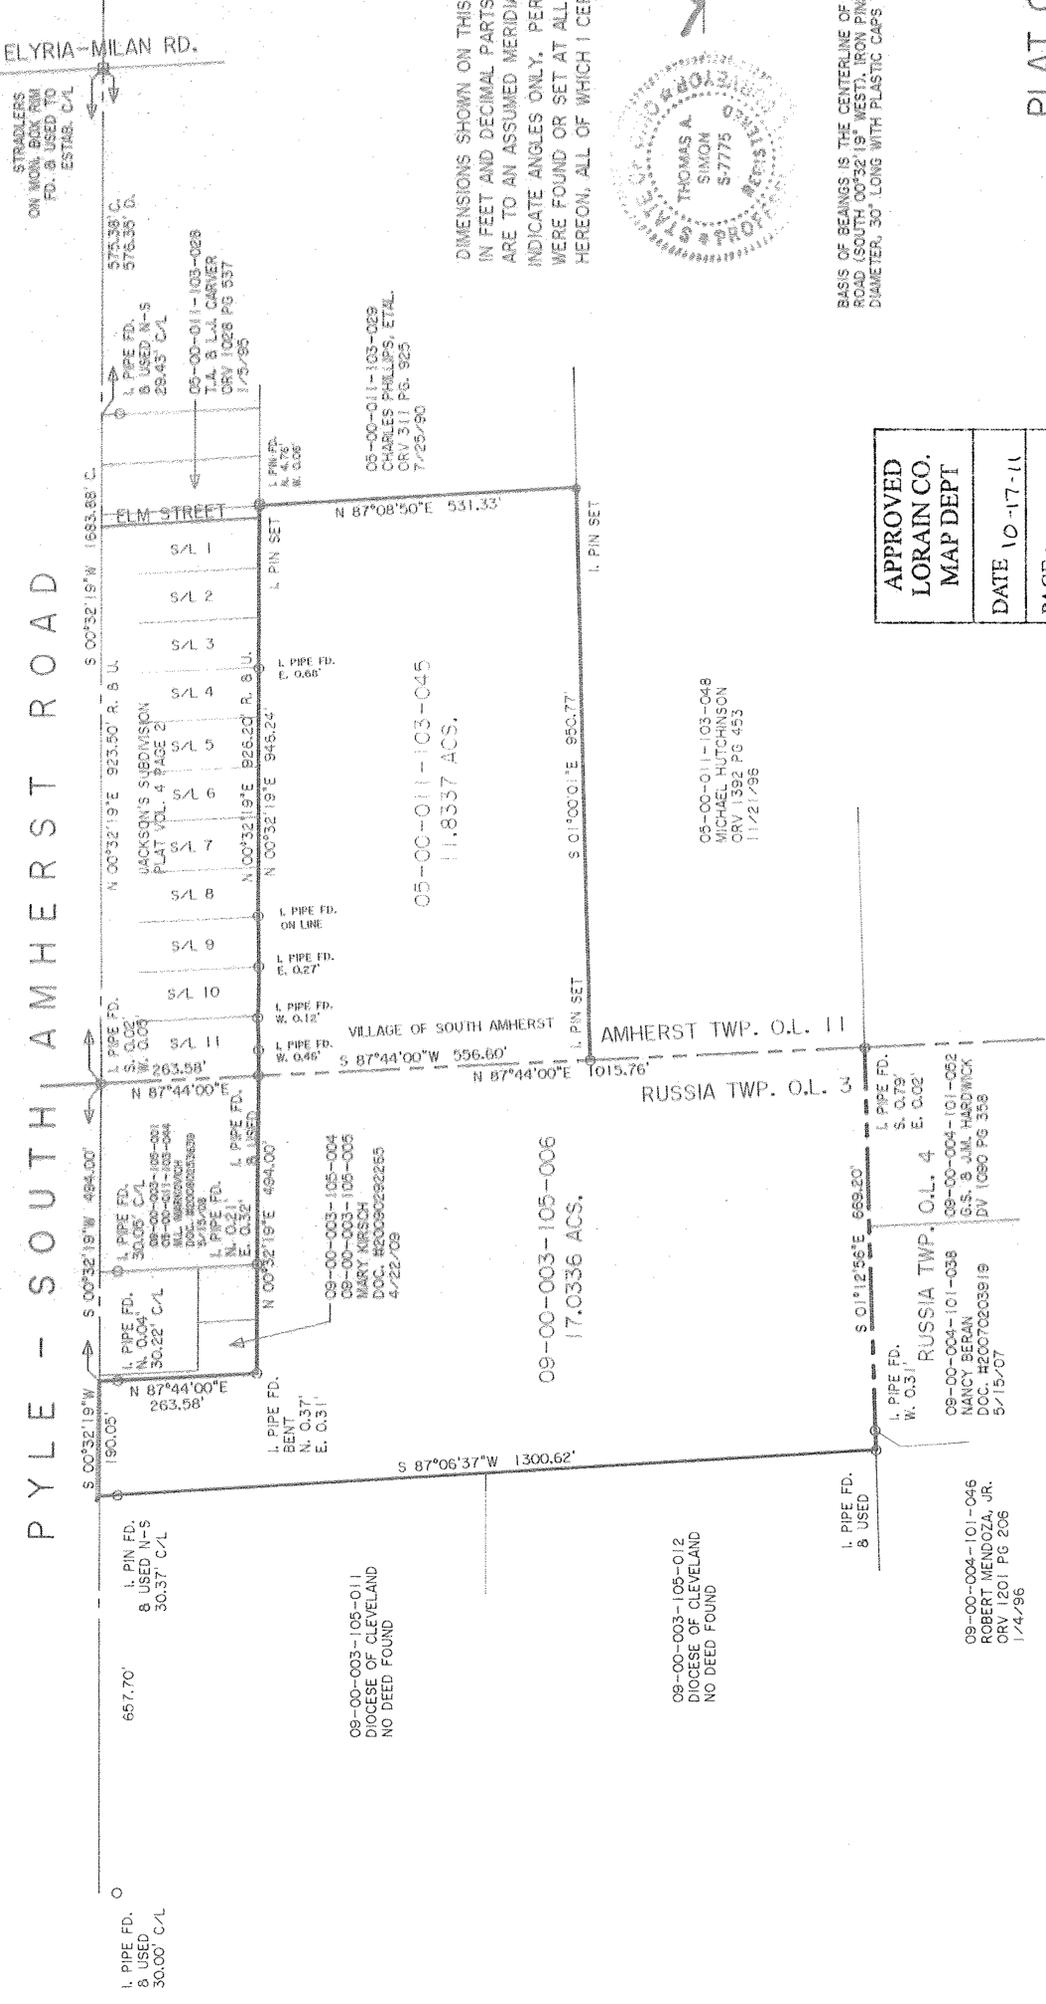 ELYRIA-MILAN RD.
STRADLERS
ON MON. BOX RIM
FD. & USED TO
ESTAB. C/L
575.38' C.
576.35' D.
I. PIPE FD.
& USED N-S
29.43' C/L
05-00-011-103-028
T.A. & L.J. CARVER
ORV 1028 PG 537
1/5/95
DIMENSIONS SHOWN ON THIS
IN FEET AND DECIMAL PARTS
ARE TO AN ASSUMED MERIDIA
INDICATE ANGLES ONLY. PER
WERE FOUND OR SET AT ALL
HEREON, ALL OF WHICH I CER
STATE OF
THOMAS A.
SIMON
S-7775
REGISTERED
SURVEYOR
BASIS OF BEAINGS IS THE CENTERLINE OF
ROAD (SOUTH 00°32'19" WEST). IRON PIN
DIAMETER, 30" LONG WITH PLASTIC CAPS
PLAT O
PYLE-SOUTH AMHERST ROAD
S 00°32'19"W 1683.88' C.
N 00°32'19"E 923.50' R. & U.
ELM STREET
I. PIN FD.
N. 4.76'
W. 0.06'
05-00-011-103-029
CHARLES PHILLIPS, ETAL.
ORV 311 PG. 925
7/25/90
N 87°08'50"E 531.33'
I. PIN SET
I. PIN SET
S/L 1
S/L 2
S/L 3
S/L 4
S/L 5
S/L 6
S/L 7
S/L 8
S/L 9
S/L 10
S/L 11
JACKSON'S SUBDIVISION
PLAT VOL. 4 PAGE 2
N 00°32'19"E 926.20' R. & U.
N 00°32'19"E 945.24'
I. PIPE FD.
E. 0.68'
I. PIPE FD.
ON LINE
I. PIPE FD.
E. 0.27'
I. PIPE FD.
W. 0.12'
I. PIPE FD.
W. 0.46'
05-00-011-103-045
11.8337 ACS.
S 01°00'01"E 950.77'
05-00-011-103-048
MICHAEL HUTCHINSON
ORV 1392 PG 453
11/21/96
APPROVED
LORAIN CO.
MAP DEPT
DATE 10-17-11
I. PIPE FD.
S. 0.02'
W. 0.05'
263.58'
N 87°44'00"E
VILLAGE OF SOUTH AMHERST
S 87°44'00"W 556.60'
N 87°44'00"E 1015.76'
I. PIN SET
AMHERST TWP. O.L. 11
RUSSIA TWP. O.L. 3
S 00°32'19"W 494.00'
I. PIPE FD.
30.05' C/L
I. PIPE FD.
N. 0.21'
E. 0.32'
I. PIPE FD.
& USED
N 00°32'19"E 494.00'
I. PIPE FD.
N. 0.04'
30.22' C/L
09-00-003-105-004
09-00-003-105-005
MARY KIRSCH
DOC. #20090292265
4/22/09
09-00-003-105-006
17.0336 ACS.
I. PIPE FD.
S. 0.79'
E. 0.02'
09-00-004-101-052
G.S. & J.M. HARDWICK
DV 1090 PG 358
S 01°12'56"E 669.20'
RUSSIA TWP. O.L. 4
I. PIPE FD.
W. 0.31'
09-00-004-101-038
NANCY BERAN
DOC. #20070203919
5/15/07
S 00°32'19"W
190.05'
N 87°44'00"E
263.58'
I. PIPE FD.
BENT
N. 0.37'
E. 0.31'
S 87°06'37"W 1300.62'
I. PIN FD.
& USED N-S
30.37' C/L
657.70'
09-00-003-105-011
DIOCESE OF CLEVELAND
NO DEED FOUND
09-00-003-105-012
DIOCESE OF CLEVELAND
NO DEED FOUND
I. PIPE FD.
& USED
09-00-004-101-046
ROBERT MENDOZA, JR.
ORV 1201 PG 206
1/4/96
I. PIPE FD.
& USED
30.00' C/L